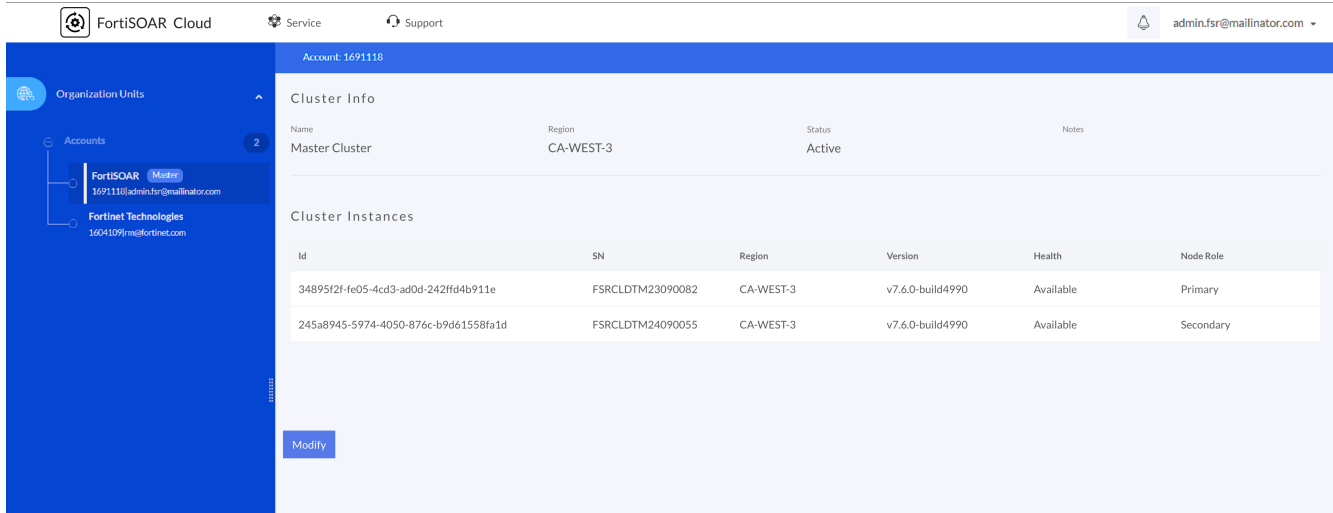 FortiSOAR Cloud Service Support admin.fsr@mailinator.com
Account: 1691118
Organization Units
Accounts 2
FortiSOAR Master
1691118|admin.fsr@mailinator.com
Fortinet Technologies
1604109|rm@fortinet.com
Cluster Info
Name Region Status Notes
Master Cluster CA-WEST-3 Active
Cluster Instances
Id SN Region Version Health Node Role
34895f2f-fe05-4cd3-ad0d-242ffd4b911e FSRCLDTM23090082 CA-WEST-3 v7.6.0-build4990 Available Primary
245a8945-5974-4050-876c-b9d61558fa1d FSRCLDTM24090055 CA-WEST-3 v7.6.0-build4990 Available Secondary
Modify